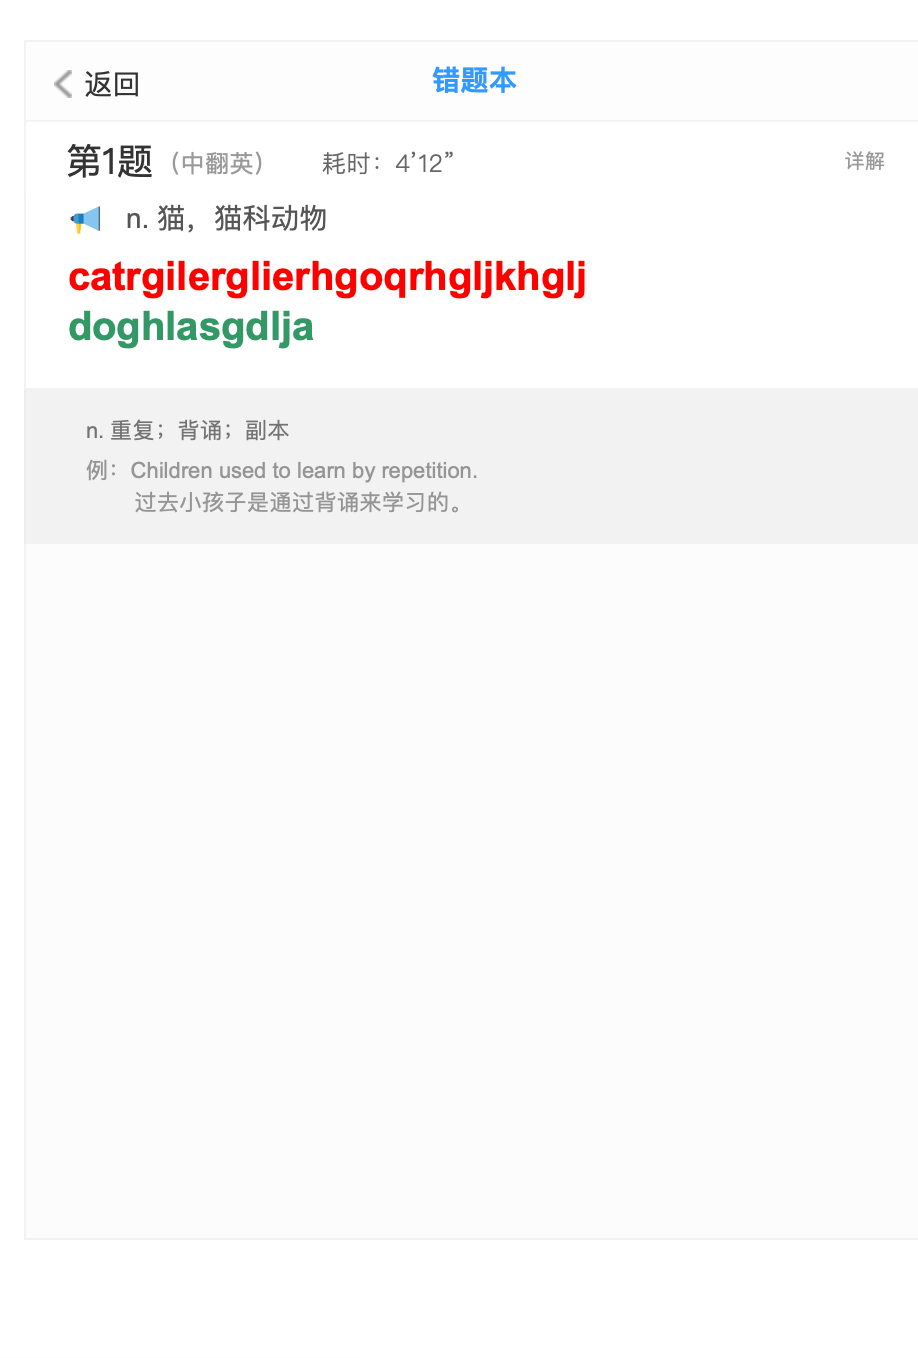 返回
错题本
第1题（中翻英） 耗时：4’12” 详解
n. 猫，猫科动物
catrgilerglierhgoqrhgljkhglj
doghlasgdlja
n. 重复；背诵；副本
例：Children used to learn by repetition.
过去小孩子是通过背诵来学习的。